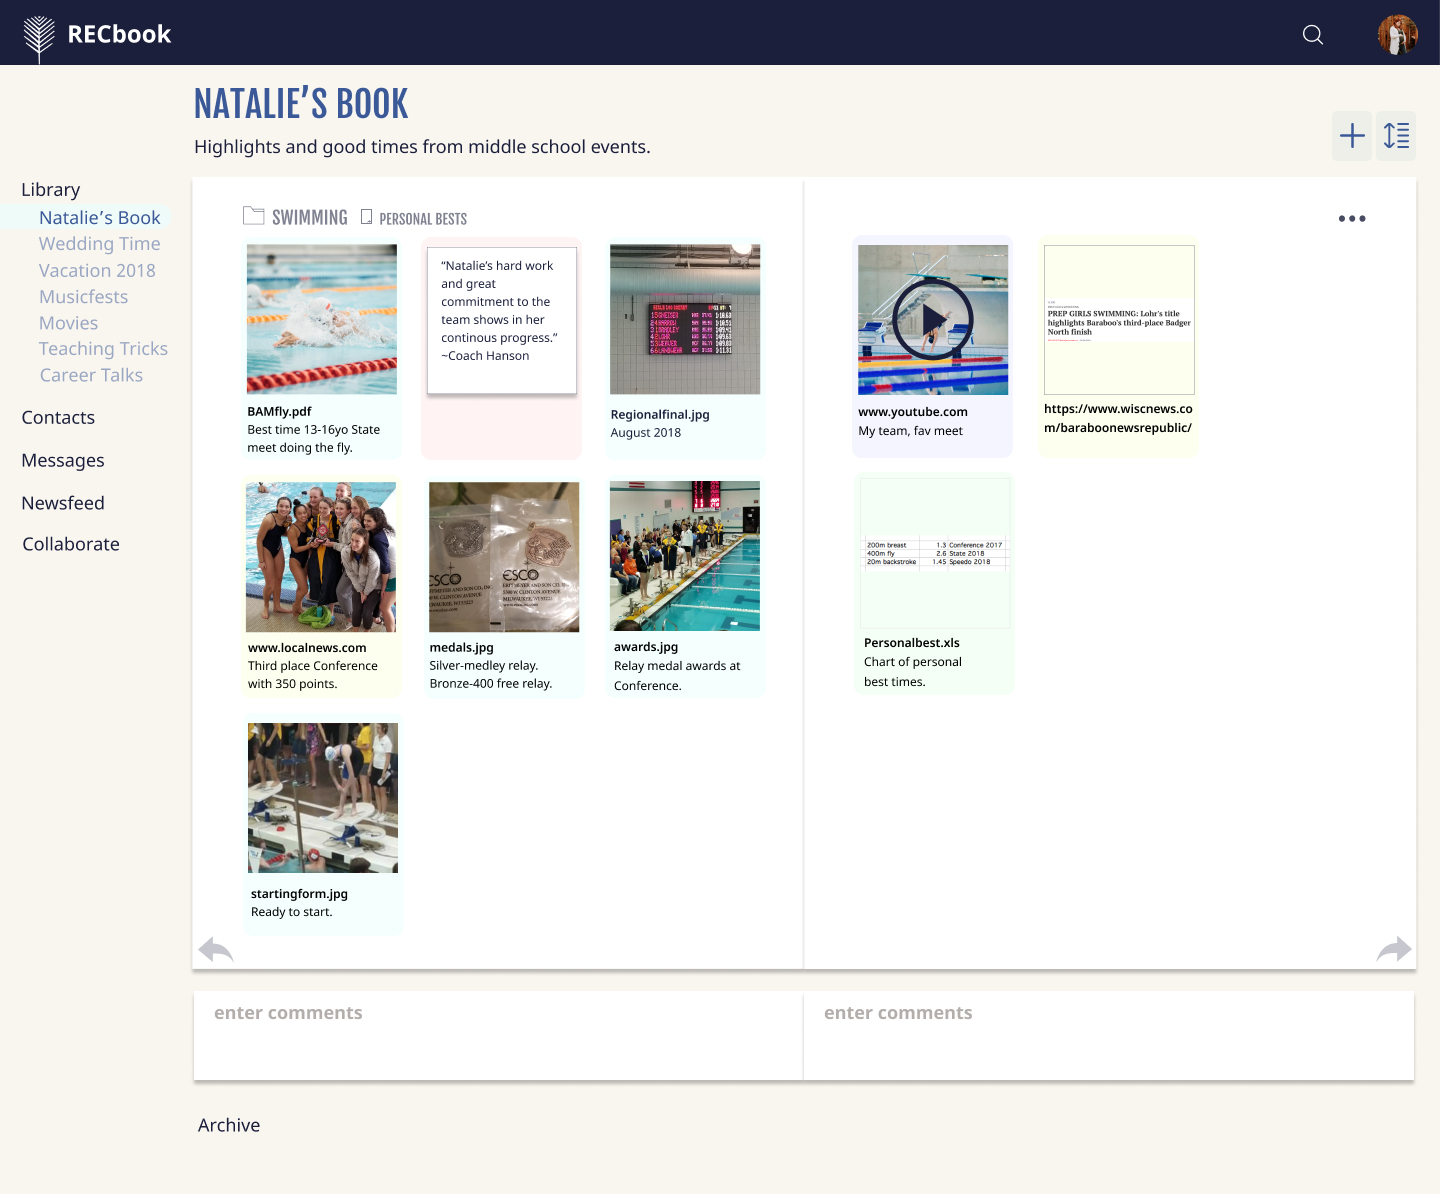 RECbook
NATALIE’S BOOK
Highlights and good times from middle school events.
Library
Natalie’s Book
Wedding Time
Vacation 2018
Musicfests
Movies
Teaching Tricks
Career Talks
Contacts
Messages
Newsfeed
Collaborate
SWIMMING PERSONAL BESTS
BAMfly.pdf
Best time 13-16yo State
meet doing the fly.
“Natalie’s hard work
and great
commitment to the
team shows in her
continous progress.”
~Coach Hanson
Regionalfinal.jpg
August 2018
www.localnews.com
Third place Conference
with 350 points.
ESCO
MILWAUKEE, WI 53225
medals.jpg
Silver-medley relay.
Bronze-400 free relay.
awards.jpg
Relay medal awards at
Conference.
startingform.jpg
Ready to start.
www.youtube.com
My team, fav meet
PREP GIRLS SWIMMING: Lohr's title
highlights Baraboo's third-place Badger
North finish
https://www.wiscnews.co
m/baraboonewsrepublic/
200m breast 1.3 Conference 2017
400m fly 2.6 State 2018
20m backstroke 1.45 Speedo 2018
Personalbest.xls
Chart of personal
best times.
enter comments
enter comments
Archive